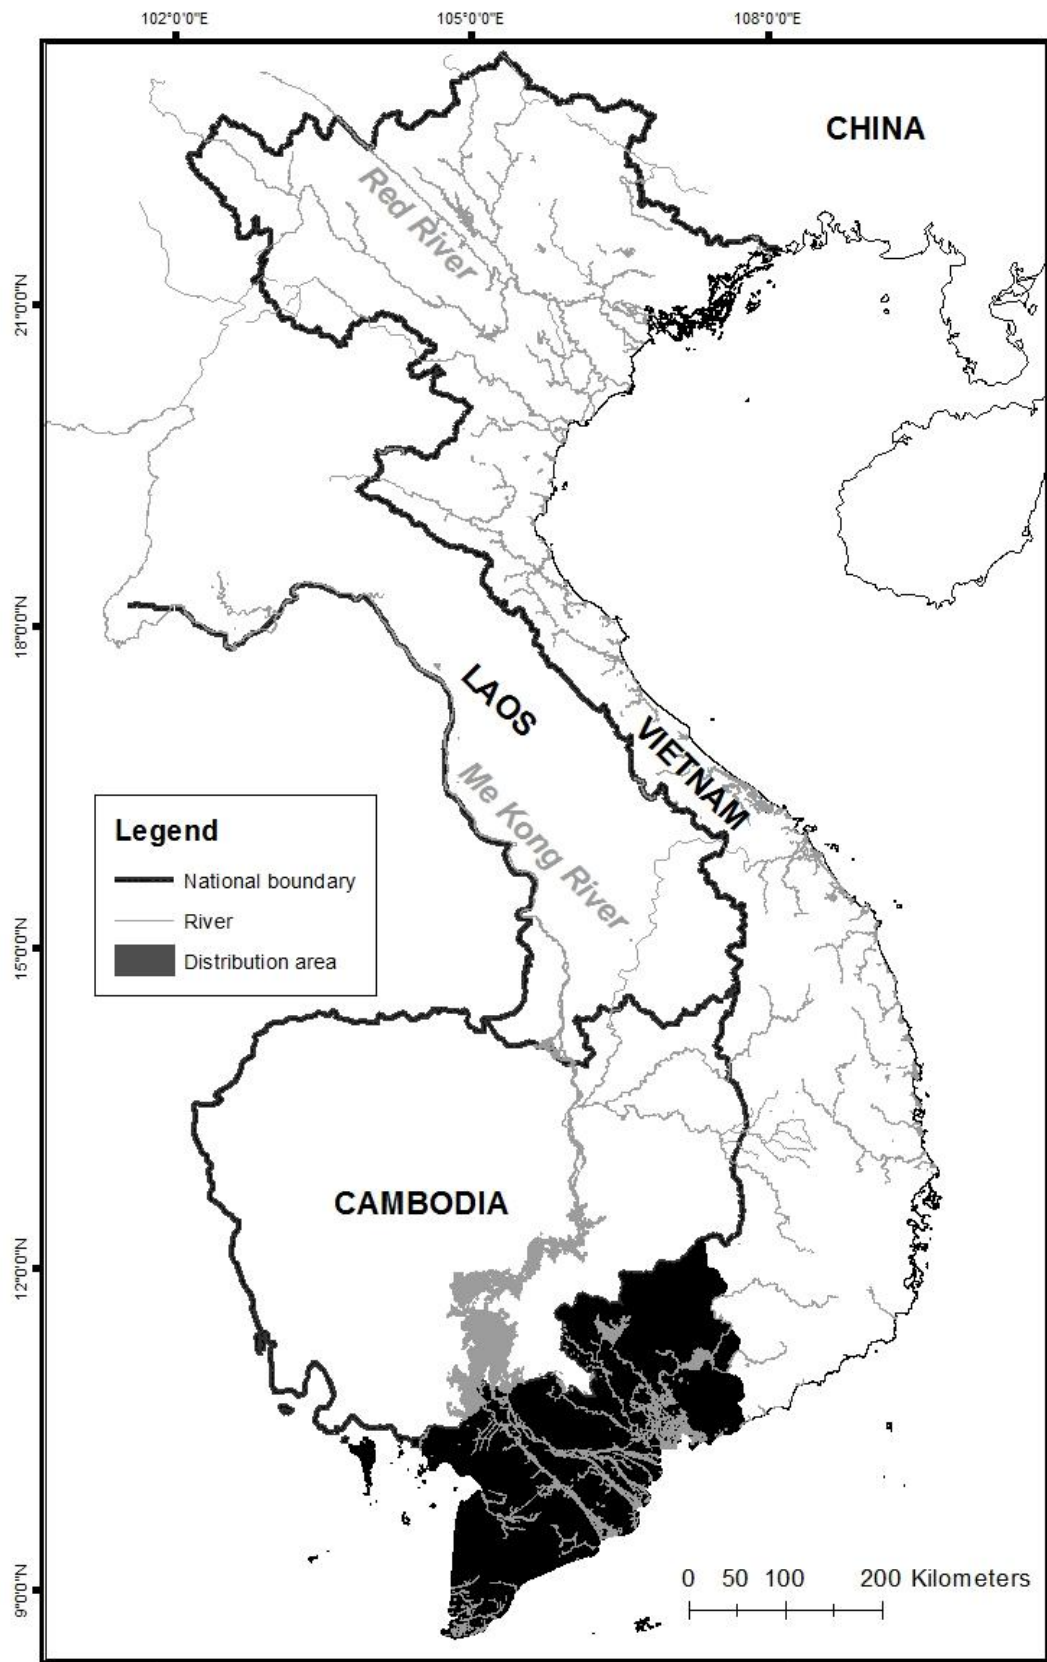 102°0'0"E 105°0'0"E 108°0'0"E
CHINA
Red River
21°0'0"N
18°0'0"N
LAOS
VIETNAM
Me Kong River
Legend
National boundary
River
Distribution area
15°0'0"N
CAMBODIA
12°0'0"N
9°0'0"N
0 50 100 200 Kilometers